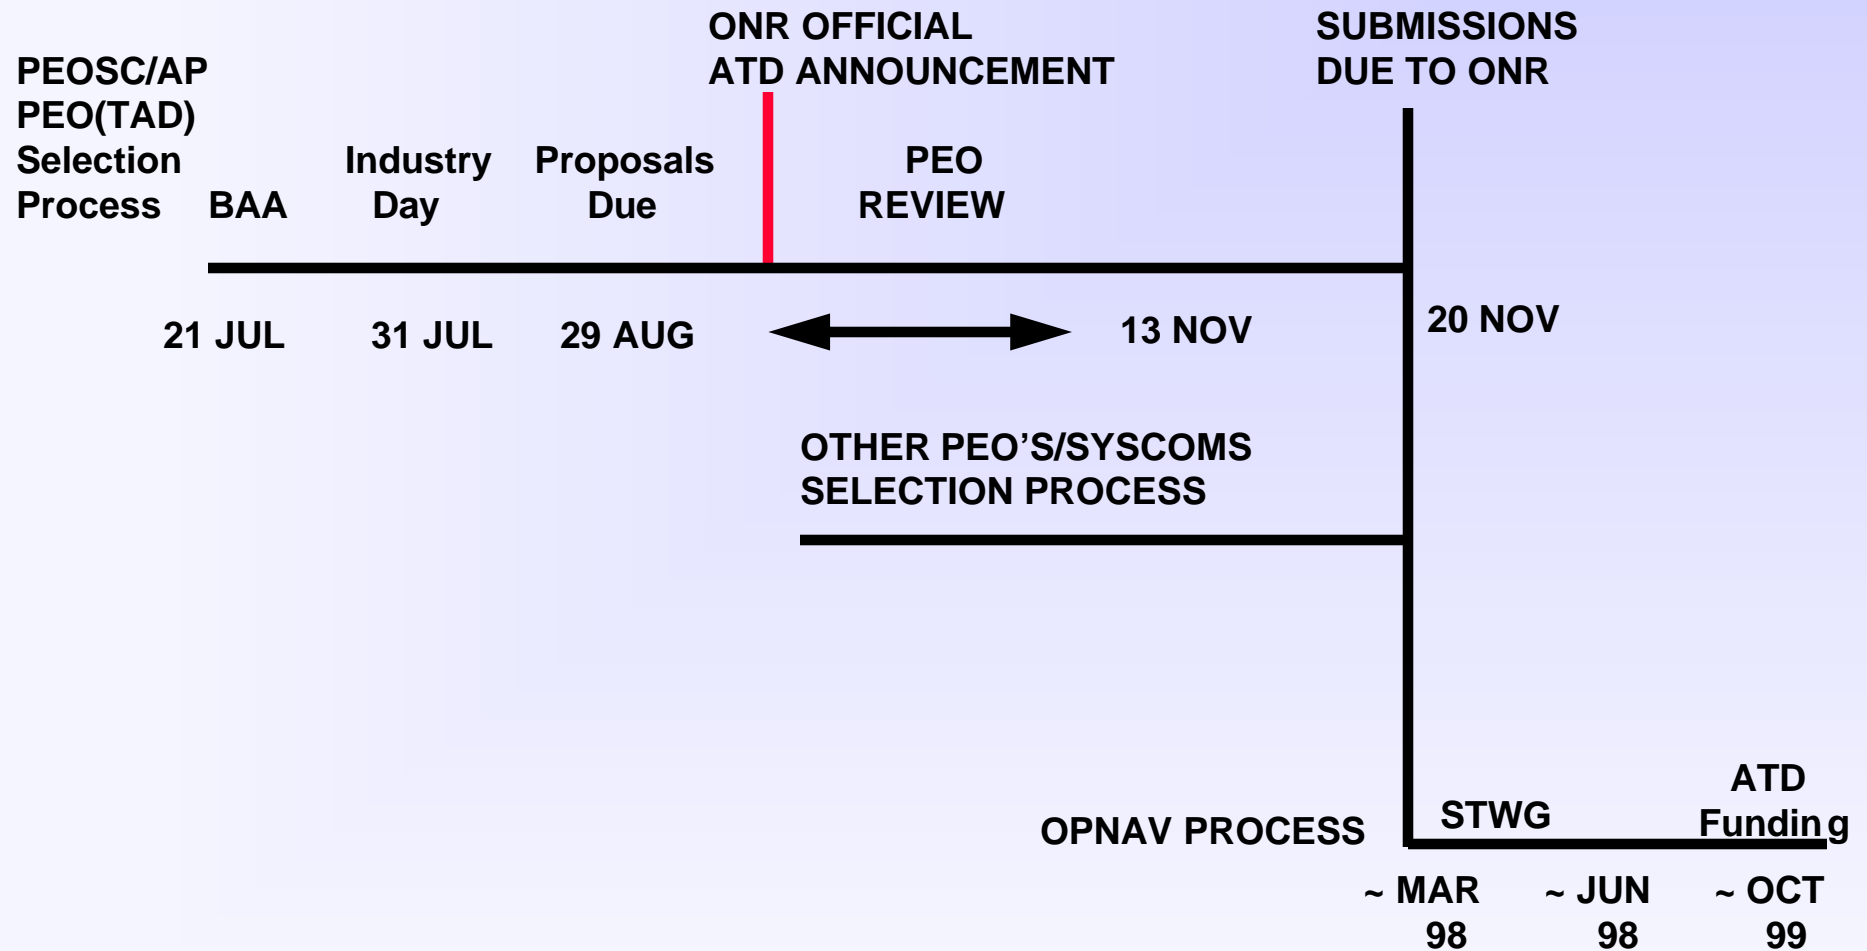 ONR OFFICIAL
ATD ANNOUNCEMENT
SUBMISSIONS
DUE TO ONR
PEOSC/AP
PEO(TAD)
Selection
Process
BAA
Industry
Day
Proposals
Due
PEO
REVIEW
21 JUL
31 JUL
29 AUG
13 NOV
20 NOV
OTHER PEO’S/SYSCOMS
SELECTION PROCESS
OPNAV PROCESS
STWG
ATD
Funding
~ MAR
98
~ JUN
98
~ OCT
99